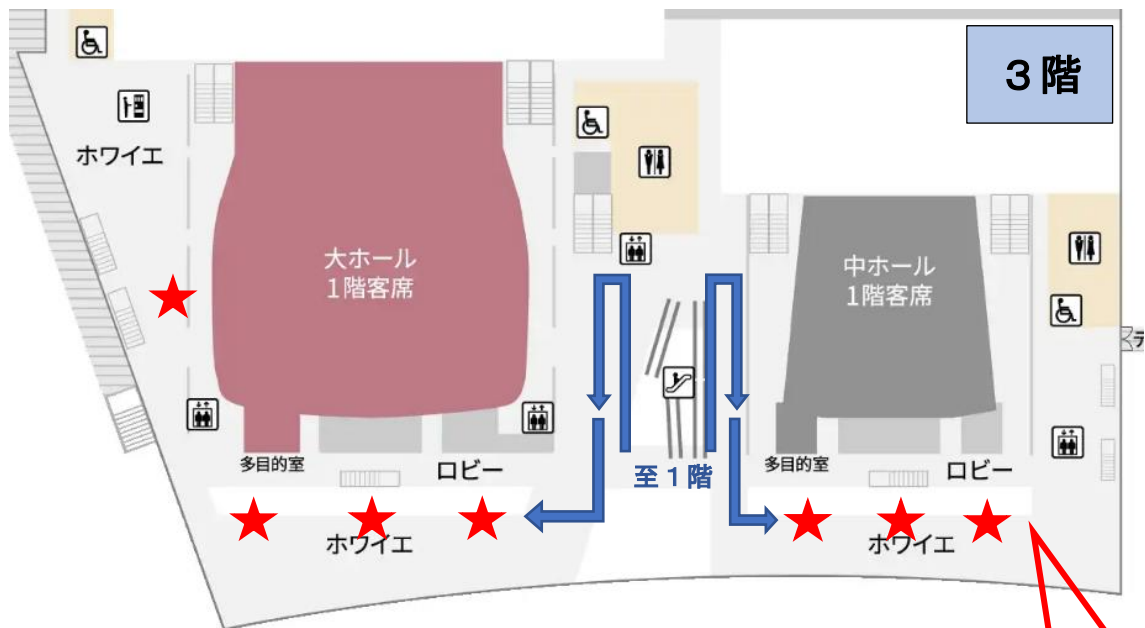 3階
ホワイエ
大ホール
1階客席
中ホール
1階客席
至1階
多目的室
ロビー
多目的室
ロビー
ホワイエ
ホワイエ
テ